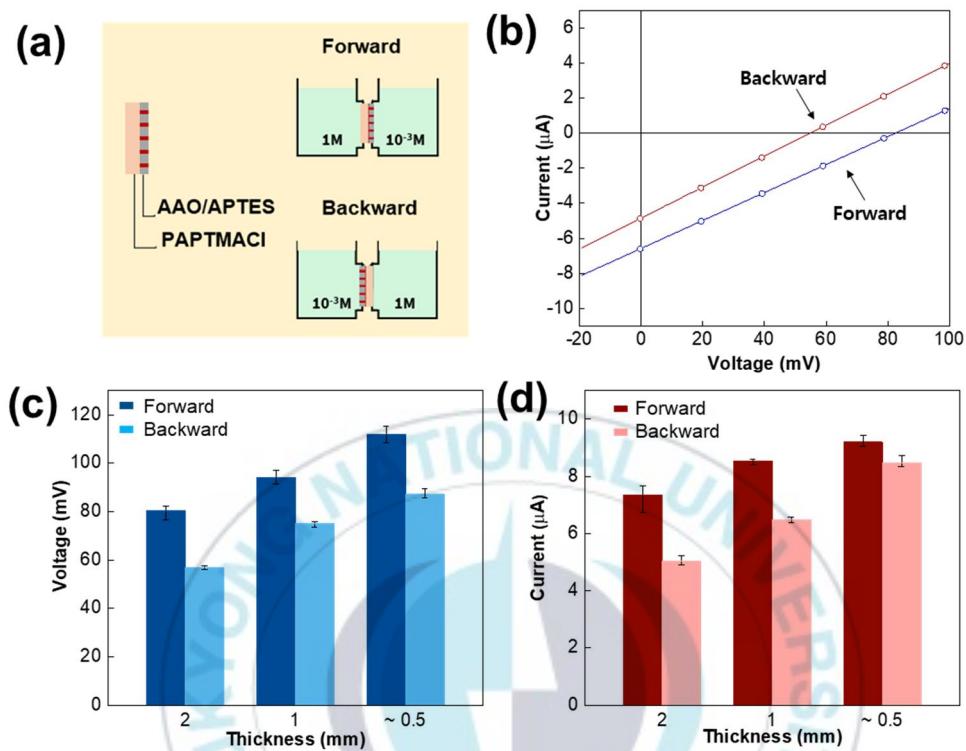 (a)
Forward
1M
10⁻³M
AAO/APTES
PAPTMACl
Backward
10⁻³M
1M
(b)
Current (μA)
6
4
2
0
-2
-4
-6
-8
-10
Backward
Forward
-20 0 20 40 60 80 100
Voltage (mV)
(c)
Voltage (mV)
Forward
Backward
120
100
80
60
40
20
0
2 1 ~ 0.5
Thickness (mm)
(d)
Current (μA)
Forward
Backward
10
8
6
4
2
0
2 1 ~ 0.5
Thickness (mm)
KYONG NATIONAL UNIVERS